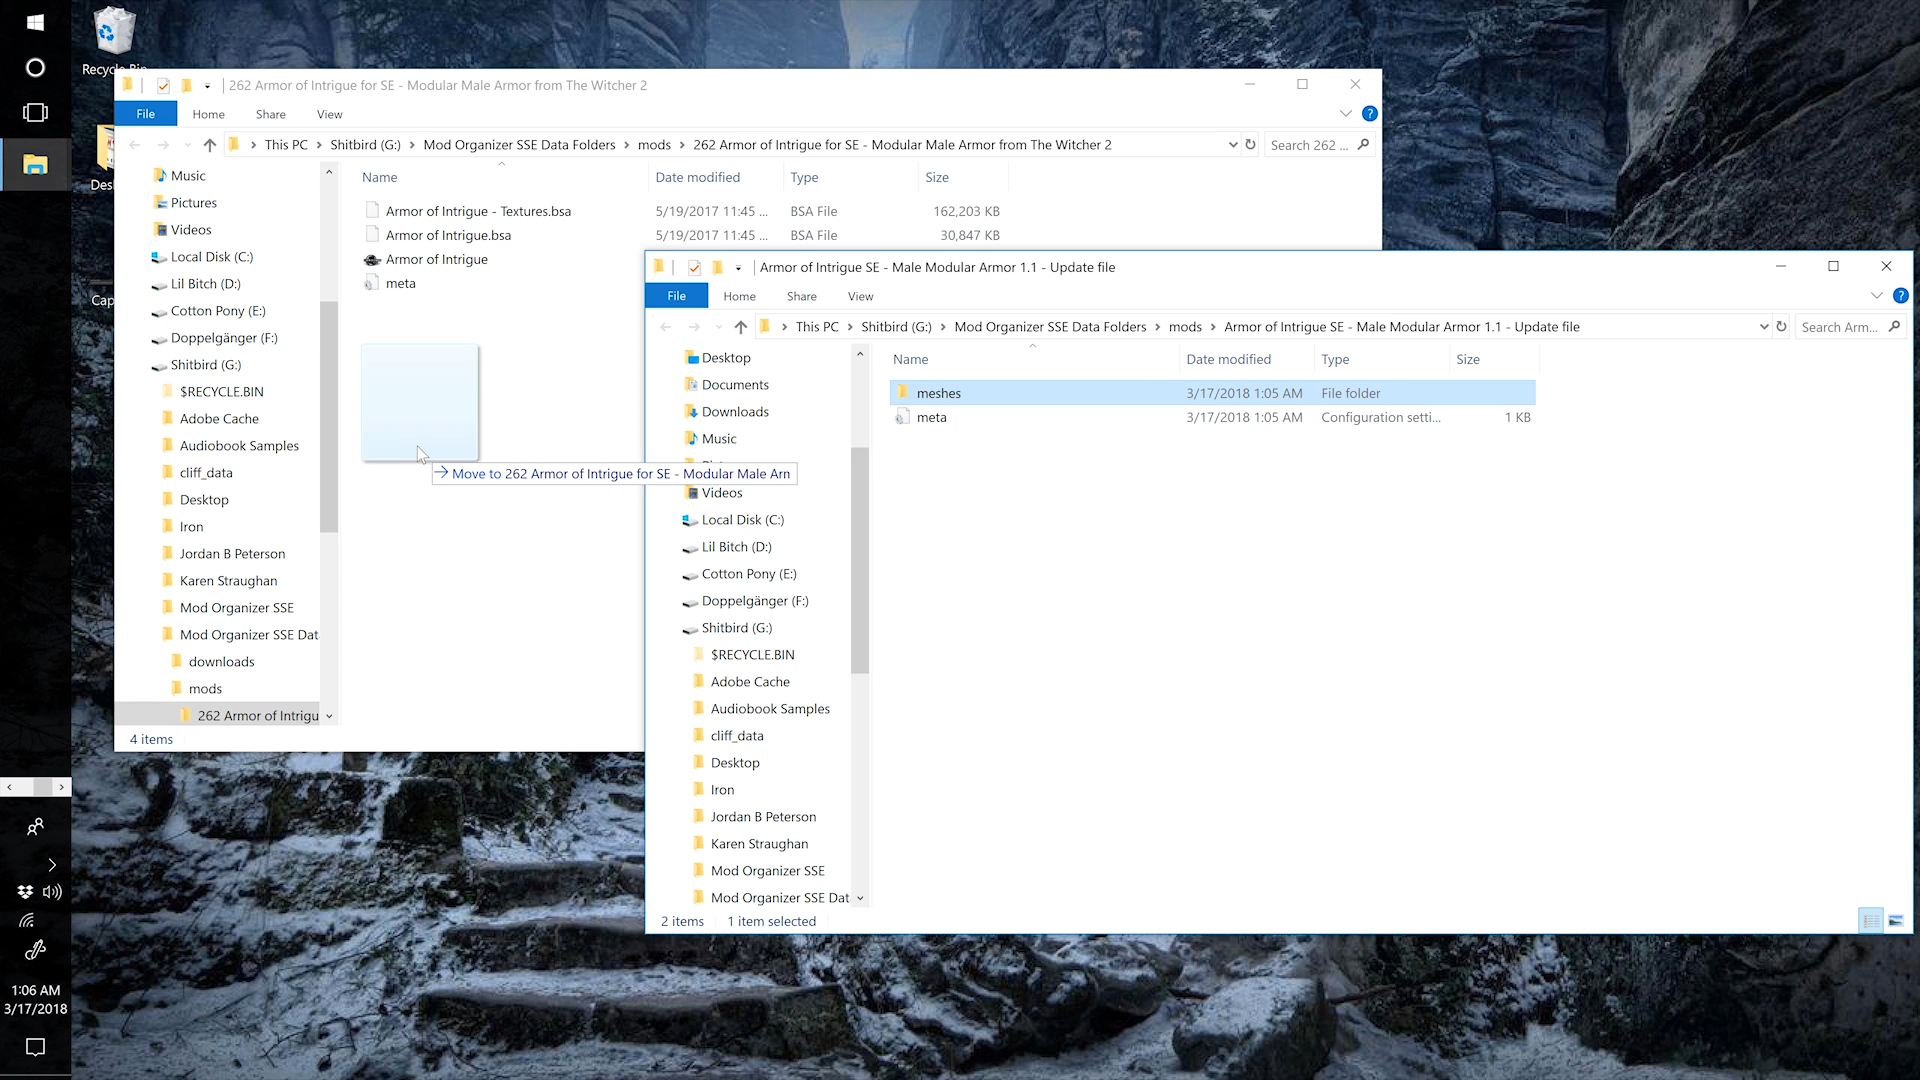 Recycle Bin
262 Armor of Intrigue for SE - Modular Male Armor from The Witcher 2
File Home Share View
This PC Shitbird (G:) Mod Organizer SSE Data Folders mods 262 Armor of Intrigue for SE - Modular Male Armor from The Witcher 2
Search 262 ...
Music
Pictures
Videos
Local Disk (C:)
Lil Bitch (D:)
Cotton Pony (E:)
Doppelgänger (F:)
Shitbird (G:)
$RECYCLE.BIN
Adobe Cache
Audiobook Samples
cliff_data
Desktop
Iron
Jordan B Peterson
Karen Straughan
Mod Organizer SSE
Mod Organizer SSE Dat
downloads
mods
262 Armor of Intrigu
4 items
Name Date modified Type Size
Armor of Intrigue - Textures.bsa 5/19/2017 11:45 ... BSA File 162,203 KB
Armor of Intrigue.bsa 5/19/2017 11:45 ... BSA File 30,847 KB
Armor of Intrigue
meta
Move to 262 Armor of Intrigue for SE - Modular Male Arn
Armor of Intrigue SE - Male Modular Armor 1.1 - Update file
File Home Share View
This PC Shitbird (G:) Mod Organizer SSE Data Folders mods Armor of Intrigue SE - Male Modular Armor 1.1 - Update file
Search Arm...
Desktop
Documents
Downloads
Music
Videos
Local Disk (C:)
Lil Bitch (D:)
Cotton Pony (E:)
Doppelgänger (F:)
Shitbird (G:)
$RECYCLE.BIN
Adobe Cache
Audiobook Samples
cliff_data
Desktop
Iron
Jordan B Peterson
Karen Straughan
Mod Organizer SSE
Mod Organizer SSE Dat
2 items 1 item selected
Name Date modified Type Size
meshes 3/17/2018 1:05 AM File folder
meta 3/17/2018 1:05 AM Configuration setti... 1 KB
Desl
Cap
1:06 AM
3/17/2018